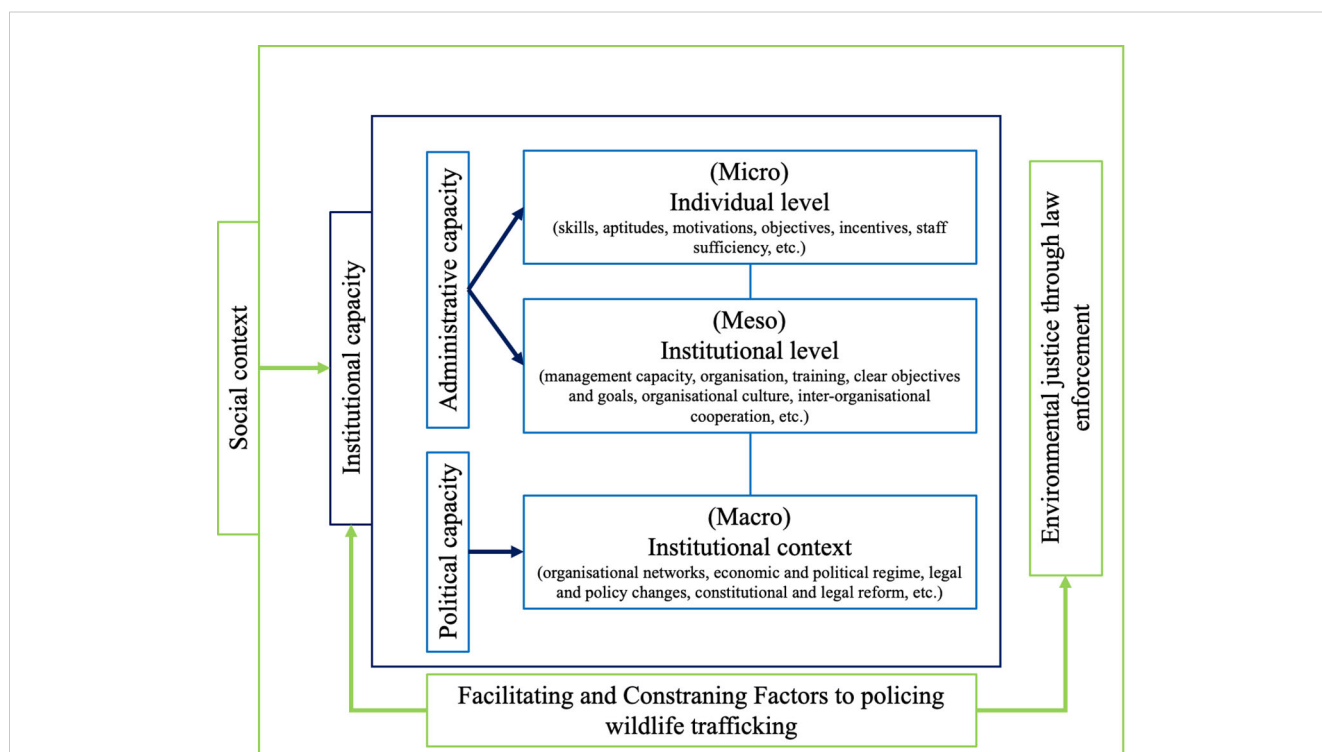 Social context
Institutional capacity
Administrative capacity
Political capacity
(Micro)
Individual level
(skills, aptitudes, motivations, objectives, incentives, staff
sufficiency, etc.)
(Meso)
Institutional level
(management capacity, organisation, training, clear objectives
and goals, organisational culture, inter-organisational
cooperation, etc.)
(Macro)
Institutional context
(organisational networks, economic and political regime, legal
and policy changes, constitutional and legal reform, etc.)
Environmental justice through law
enforcement
Facilitating and Constraning Factors to policing
wildlife trafficking